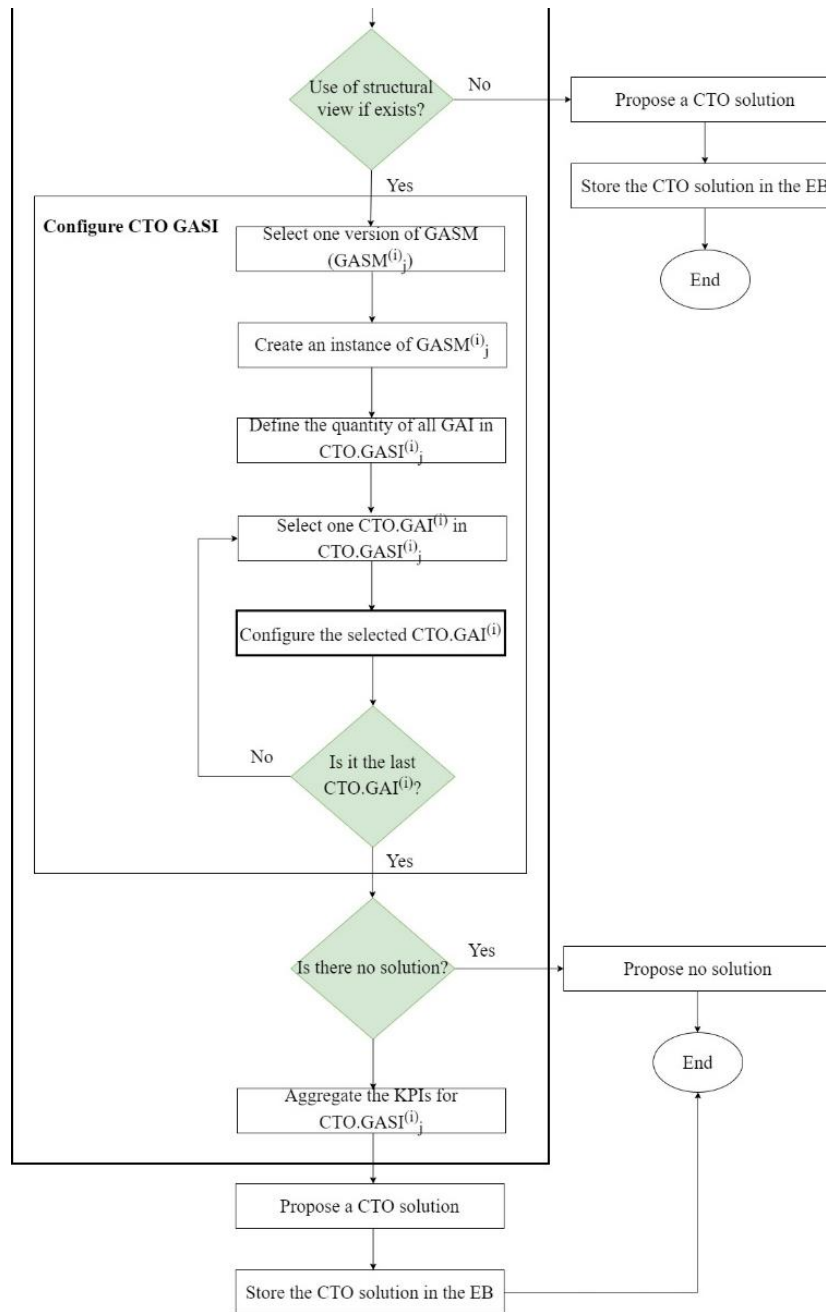 Use of structural
view if exists?
No
Propose a CTO solution
Yes
Store the CTO solution in the EB
Configure CTO GASI
Select one version of GASM
(GASM(i)j)
End
Create an instance of GASM(i)j
Define the quantity of all GAI in
CTO.GASI(i)j
Select one CTO.GAI(i) in
CTO.GASI(i)j
Configure the selected CTO.GAI(i)
No
Is it the last
CTO.GAI(i)?
Yes
Is there no solution?
Yes
Propose no solution
End
Aggregate the KPIs for
CTO.GASI(i)j
Propose a CTO solution
Store the CTO solution in the EB